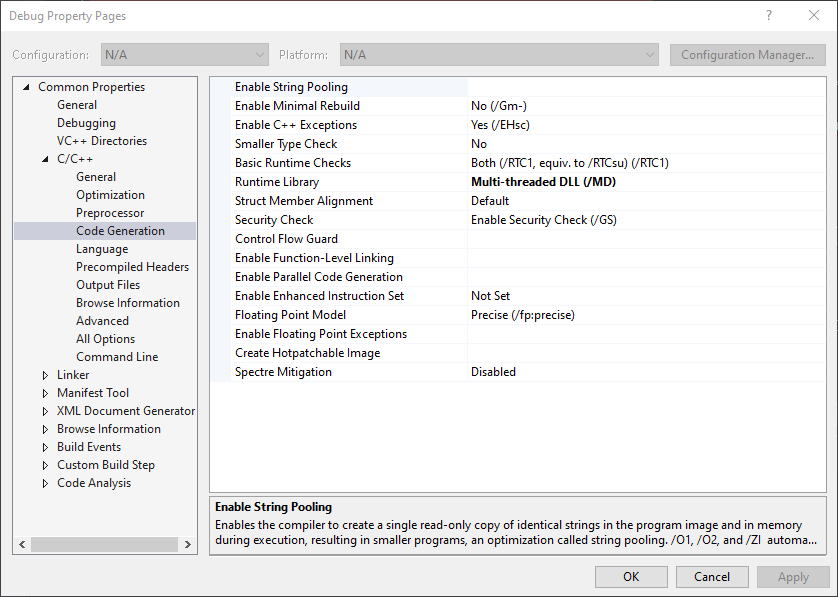 Debug Property Pages
?
Configuration: N/A Platform: N/A Configuration Manager...
Common Properties
General
Debugging
VC++ Directories
C/C++
General
Optimization
Preprocessor
Code Generation
Language
Precompiled Headers
Output Files
Browse Information
Advanced
All Options
Command Line
Linker
Manifest Tool
XML Document Generator
Browse Information
Build Events
Custom Build Step
Code Analysis
Enable String Pooling
Enable Minimal Rebuild No (/Gm-)
Enable C++ Exceptions Yes (/EHsc)
Smaller Type Check No
Basic Runtime Checks Both (/RTC1, equiv. to /RTCsu) (/RTC1)
Runtime Library Multi-threaded DLL (/MD)
Struct Member Alignment Default
Security Check Enable Security Check (/GS)
Control Flow Guard
Enable Function-Level Linking
Enable Parallel Code Generation
Enable Enhanced Instruction Set Not Set
Floating Point Model Precise (/fp:precise)
Enable Floating Point Exceptions
Create Hotpatchable Image
Spectre Mitigation Disabled
Enable String Pooling
Enables the compiler to create a single read-only copy of identical strings in the program image and in memory
during execution, resulting in smaller programs, an optimization called string pooling. /O1, /O2, and /ZI automa...
OK Cancel Apply